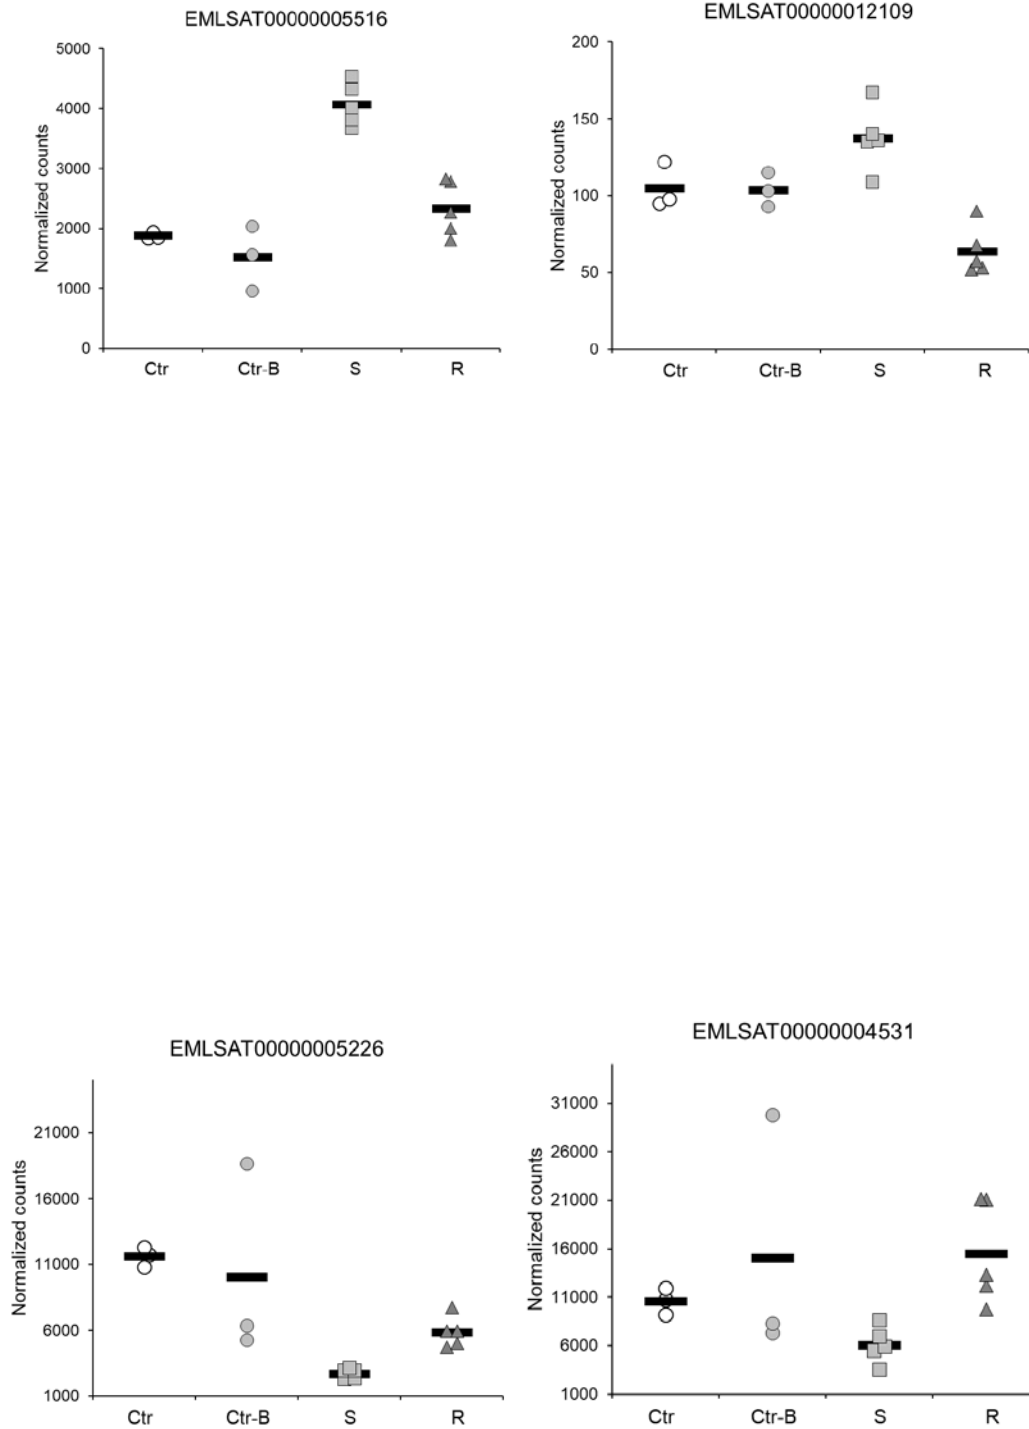 EMLSAT00000005516
5000
4000
3000
2000
1000
0
Normalized counts
Ctr Ctr-B S R
EMLSAT00000012109
200
150
100
50
0
Normalized counts
Ctr Ctr-B S R
EMLSAT00000005226
21000
16000
11000
6000
1000
Normalized counts
Ctr Ctr-B S R
EMLSAT00000004531
31000
26000
21000
16000
11000
6000
1000
Normalized counts
Ctr Ctr-B S R